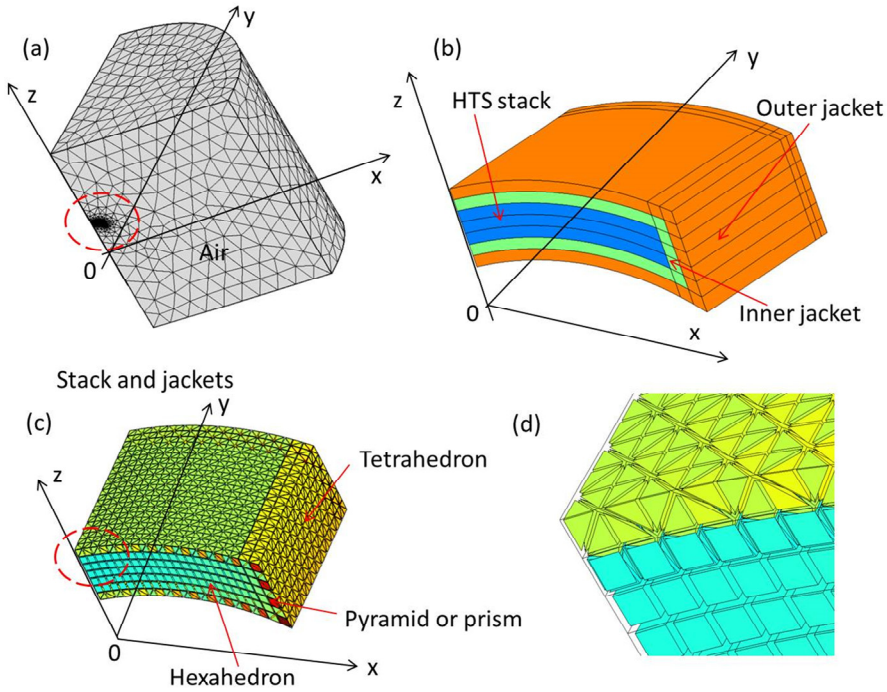 (a)
y
z
x
0
Air
(b)
y
z
HTS stack
Outer jacket
0
Inner jacket
x
Stack and jackets
(c)
y
z
Tetrahedron
Pyramid or prism
0
Hexahedron
x
(d)